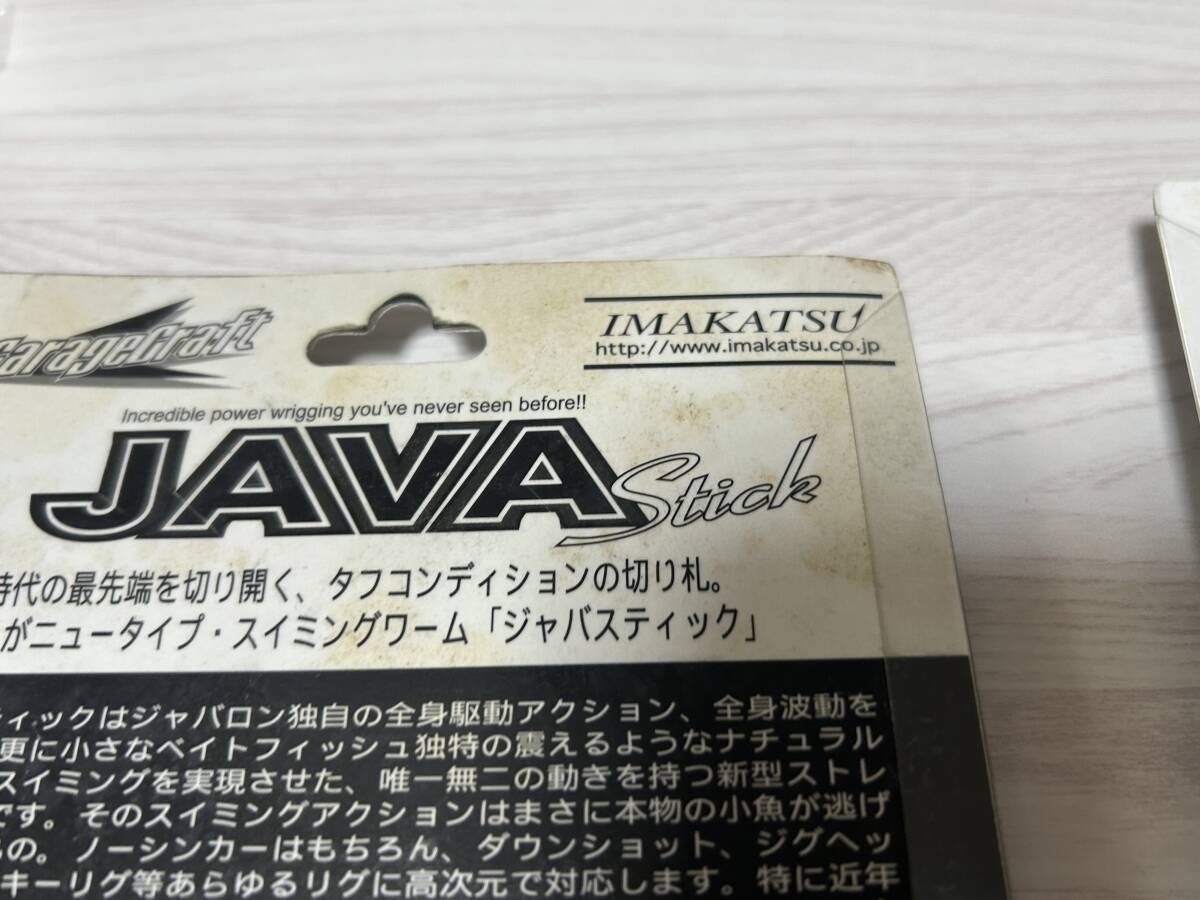 GarageCraft
IMAKATSU
http://www.imakatsu.co.jp
Incredible power wrigging you've never seen before!!
JAVA Stick
時代の最先端を切り開く、タフコンディションの切り札。
がニュータイプ・スイミングワーム「ジャバスティック」
ティックはジャバロン独自の全身駆動アクション、全身波動を
更に小さなベイトフィッシュ独特の震えるようなナチュラル
スイミングを実現させた、唯一無二の動きを持つ新型ストレ
です。そのスイミングアクションはまさに本物の小魚が逃げ
の。ノーシンカーはもちろん、ダウンショット、ジグヘッ
キーリグ等あらゆるリグに高次元で対応します。特に近年